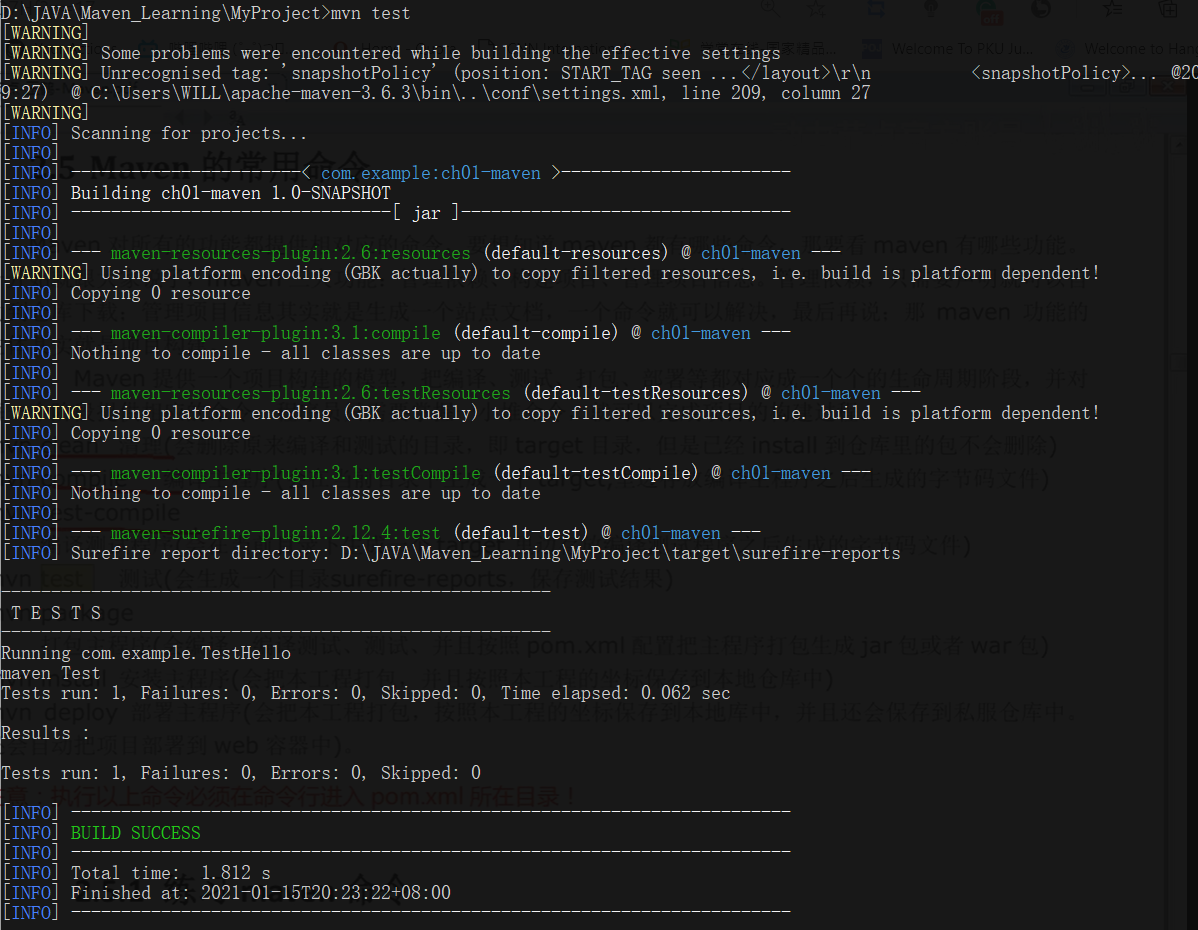 D:\JAVA\Maven_Learning\MyProject>mvn test
[WARNING]
[WARNING] Some problems were encountered while building the effective settings
[WARNING] Unrecognised tag: 'snapshotPolicy' (position: START_TAG seen ...</layout>\r\n          <snapshotPolicy>... @20
9:27)  @ C:\Users\WILL\apache-maven-3.6.3\bin\..\conf\settings.xml, line 209, column 27
[WARNING]
[INFO] Scanning for projects...
[INFO]
[INFO] -----------------------< com.example:ch01-maven >-----------------------
[INFO] Building ch01-maven 1.0-SNAPSHOT
[INFO] --------------------------------[ jar ]---------------------------------
[INFO]
[INFO] --- maven-resources-plugin:2.6:resources (default-resources) @ ch01-maven ---
[WARNING] Using platform encoding (GBK actually) to copy filtered resources, i.e. build is platform dependent!
[INFO] Copying 0 resource
[INFO]
[INFO] --- maven-compiler-plugin:3.1:compile (default-compile) @ ch01-maven ---
[INFO] Nothing to compile - all classes are up to date
[INFO]
[INFO] --- maven-resources-plugin:2.6:testResources (default-testResources) @ ch01-maven ---
[WARNING] Using platform encoding (GBK actually) to copy filtered resources, i.e. build is platform dependent!
[INFO] Copying 0 resource
[INFO]
[INFO] --- maven-compiler-plugin:3.1:testCompile (default-testCompile) @ ch01-maven ---
[INFO] Nothing to compile - all classes are up to date
[INFO]
[INFO] --- maven-surefire-plugin:2.12.4:test (default-test) @ ch01-maven ---
[INFO] Surefire report directory: D:\JAVA\Maven_Learning\MyProject\target\surefire-reports
-------------------------------------------------------
 T E S T S
-------------------------------------------------------
Running com.example.TestHello
maven Test
Tests run: 1, Failures: 0, Errors: 0, Skipped: 0, Time elapsed: 0.062 sec
Results :
Tests run: 1, Failures: 0, Errors: 0, Skipped: 0
[INFO] ------------------------------------------------------------------------
[INFO] BUILD SUCCESS
[INFO] ------------------------------------------------------------------------
[INFO] Total time:  1.812 s
[INFO] Finished at: 2021-01-15T20:23:22+08:00
[INFO] ------------------------------------------------------------------------